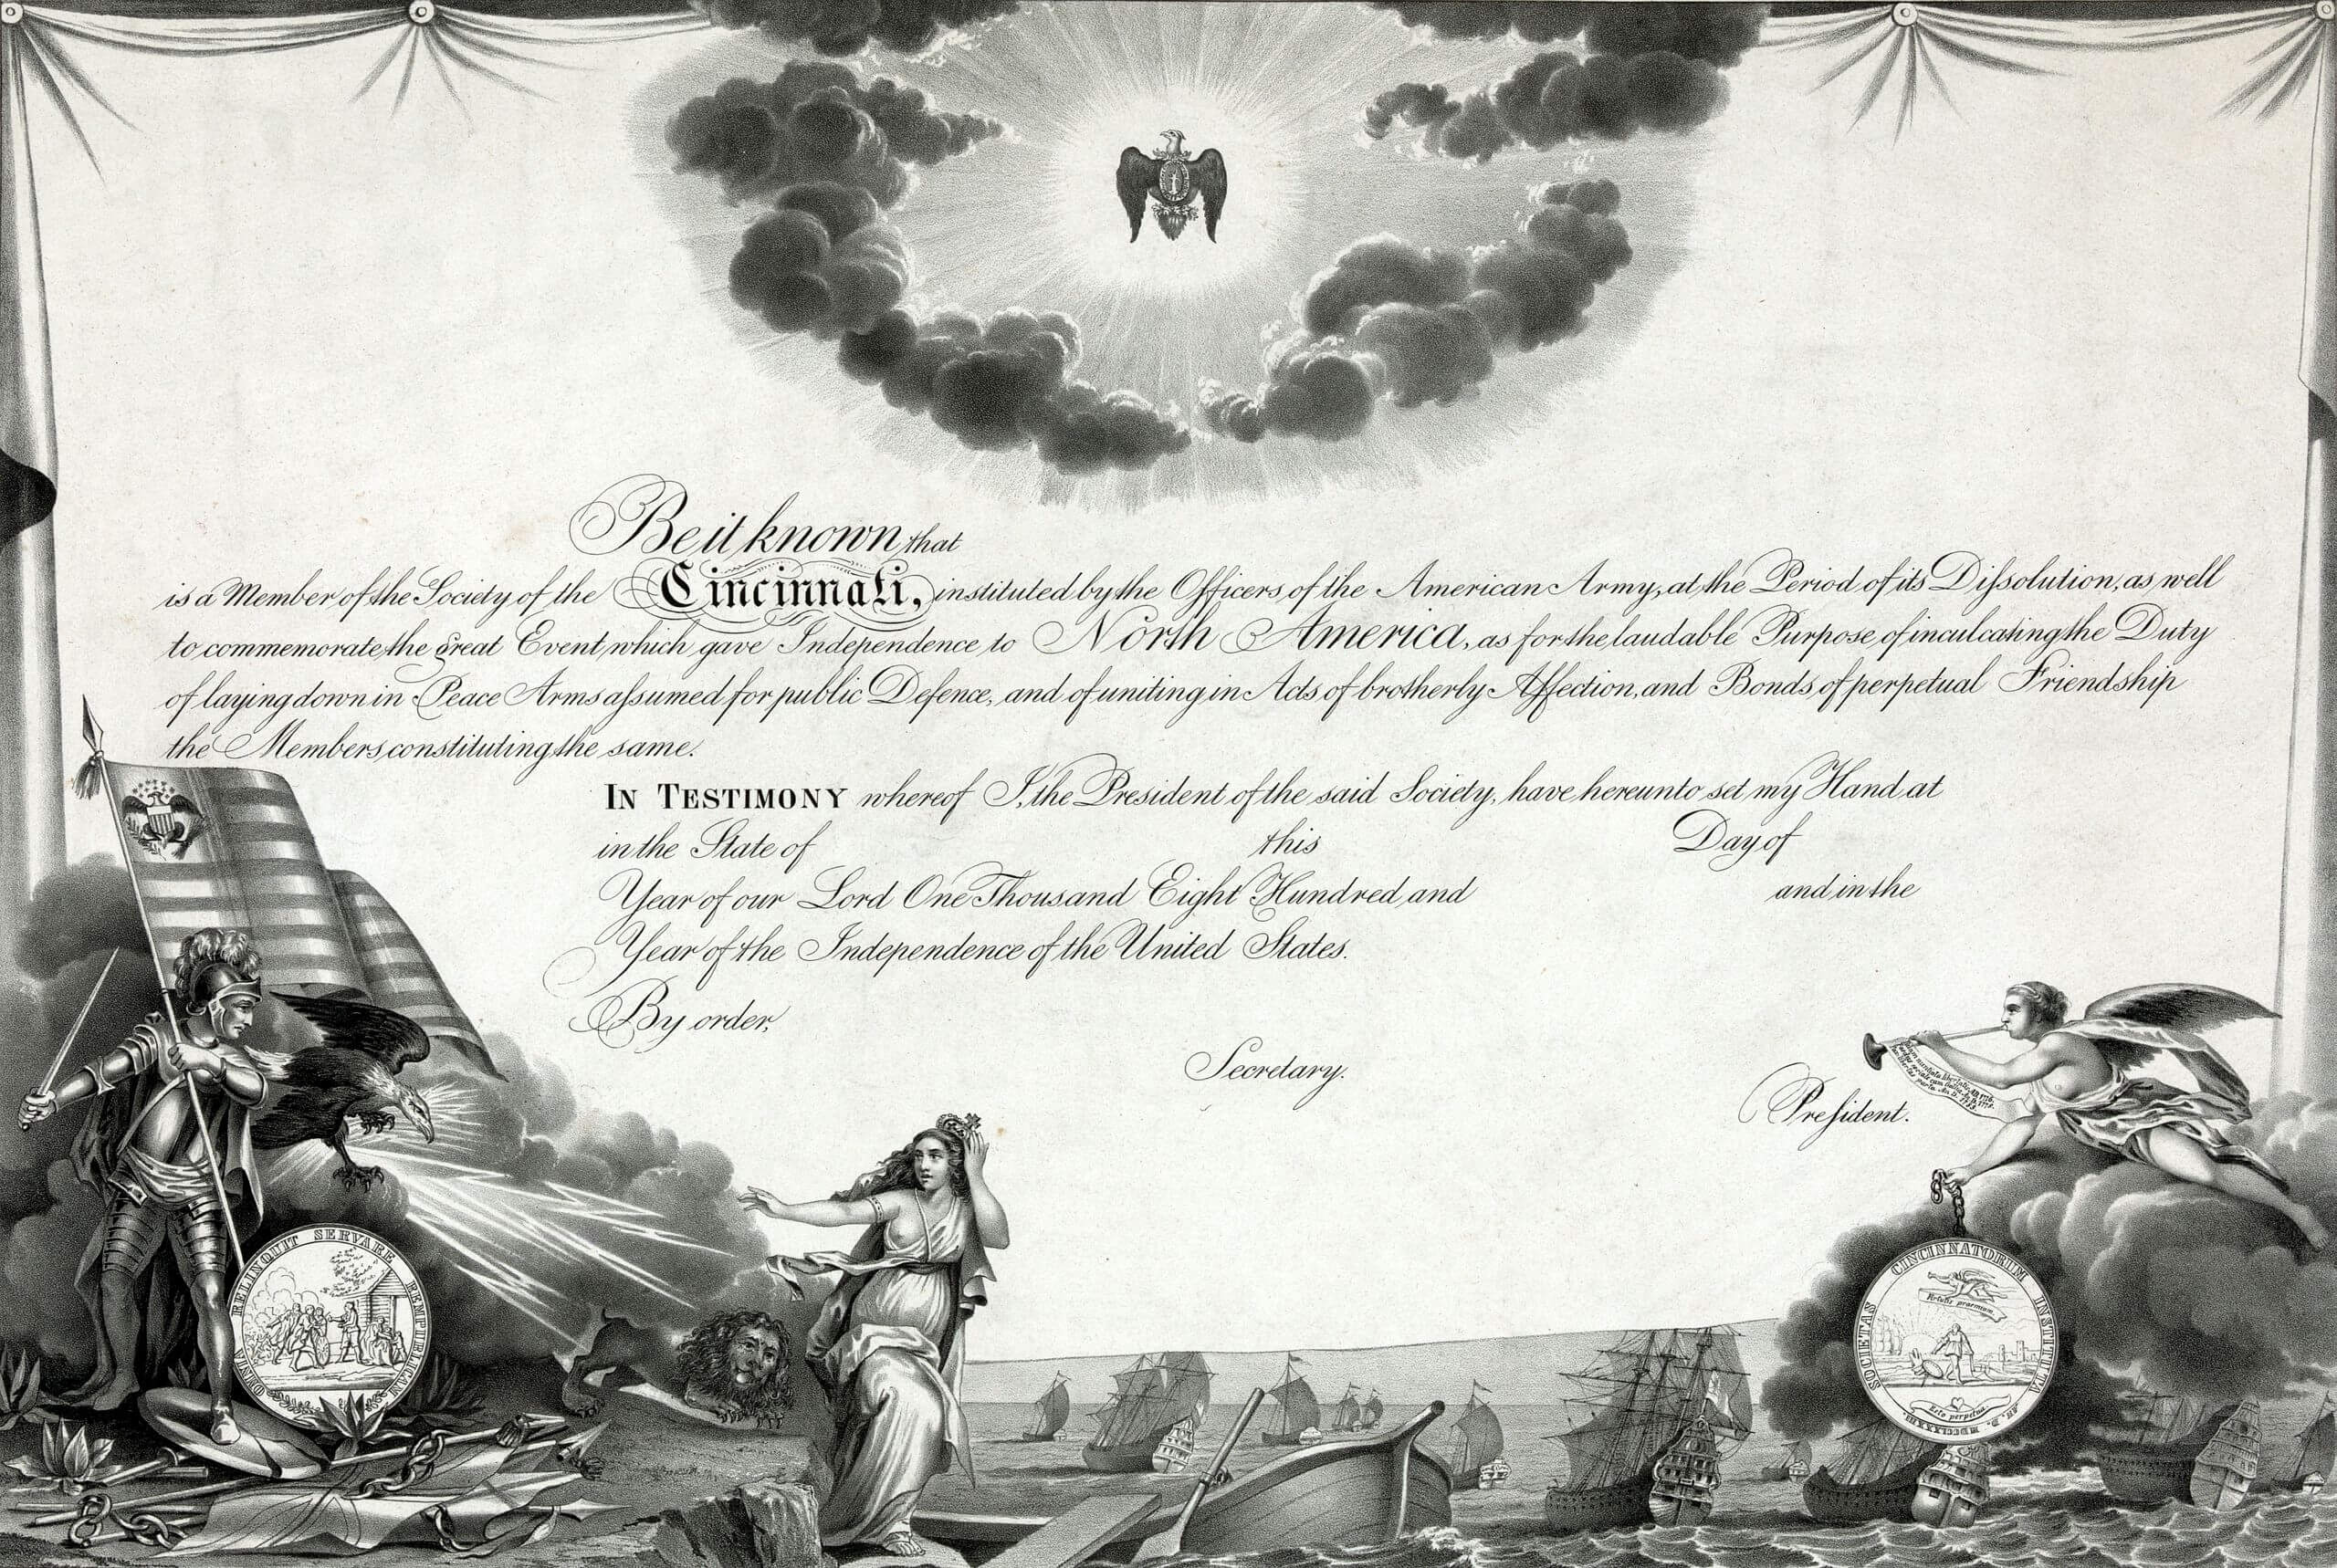 Be it known that
is a Member of the Society of the Cincinnati, instituted by the Officers of the American Army, at the Period of its Diſsolution, as well
to commemorate the great Event which gave Independence to North America, as for the laudable Purpose of inculcating the Duty
of laying down in Peace Arms aſsumed for public Defence, and of uniting in Acts of brotherly Affection, and Bonds of perpetual Friendship
the Members constituting the same.
IN TESTIMONY whereof I, the President of the said Society, have hereunto set my Hand at
in the State of this Day of
Year of our Lord One Thousand Eight Hundred and and in the
Year of the Independence of the United States.
By order,
Secretary.
Preſident.
OMNIA RELINQUIT SERVARE REMPUBLICAM
SOCIETAS CINCINNATORUM INSTITUTA
Virtutis praemium
Esto perpetua